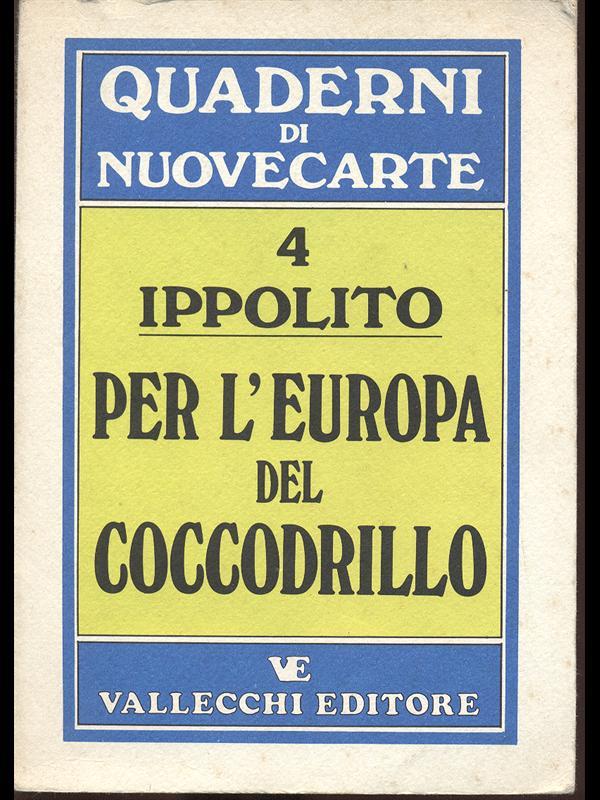 QUADERNI
DI
NUOVECARTE
4
IPPOLITO
PER L'EUROPA
DEL
COCCODRILLO
VE
VALLECCHI EDITORE